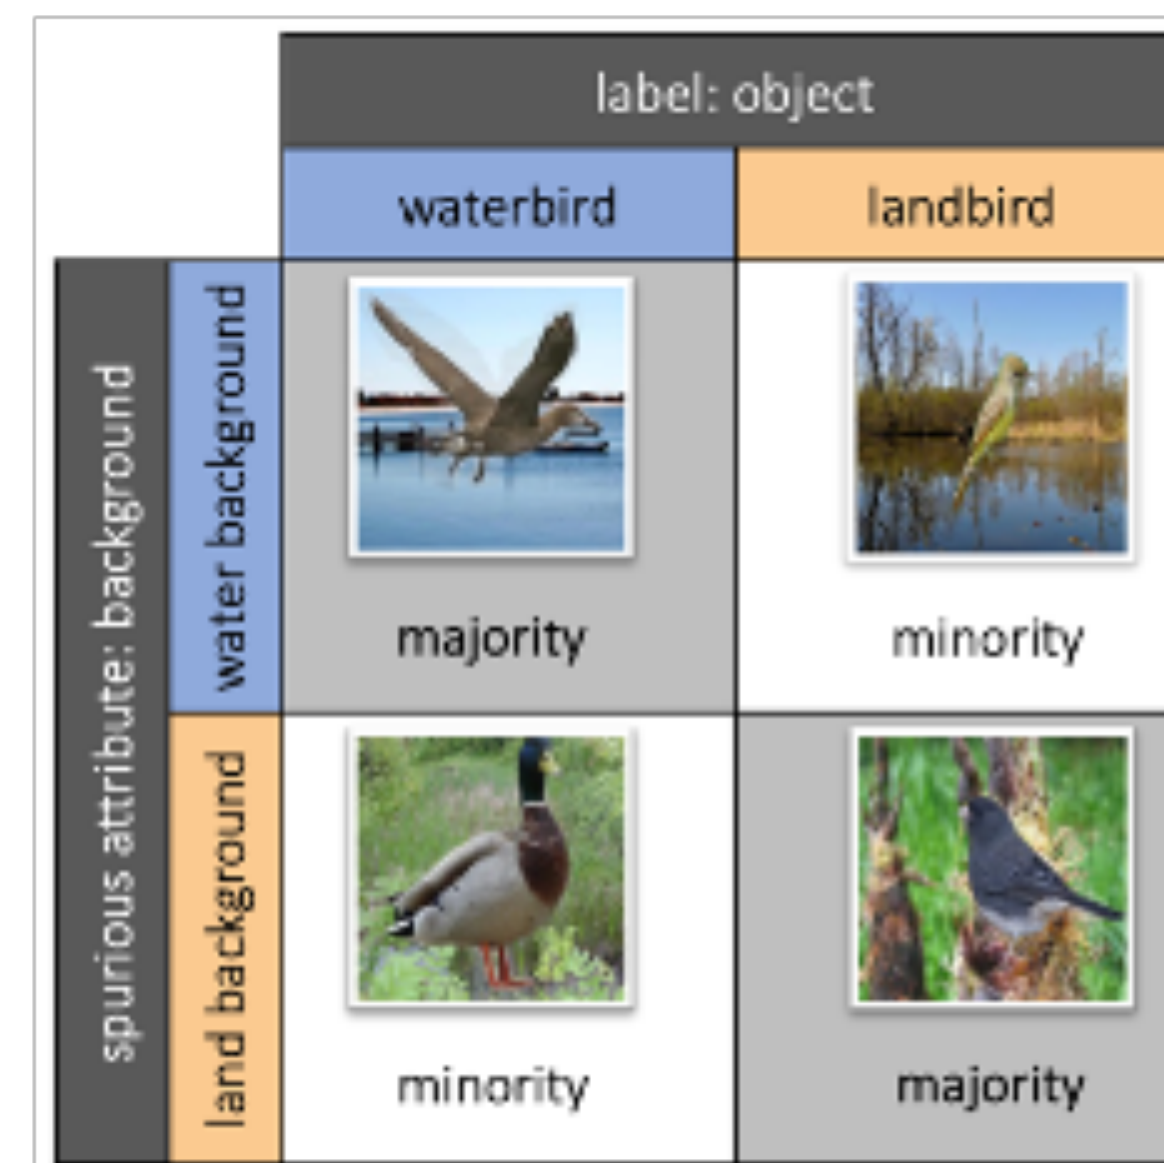 label: object
waterbird
landbird
spurious attribute: background
water background
majority
minority
land background
minority
majority